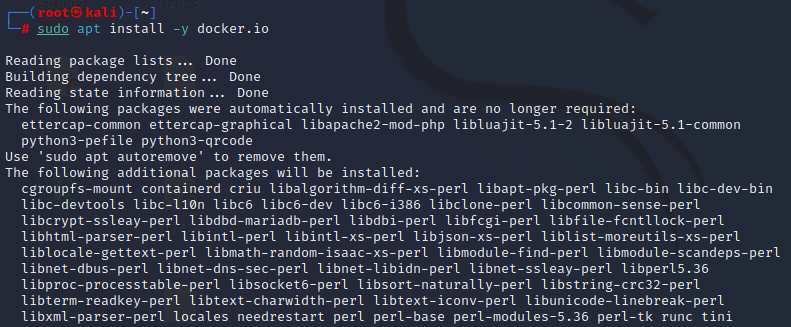 ┌──(root㉿kali)-[~]
└─# sudo apt install -y docker.io
Reading package lists... Done
Building dependency tree... Done
Reading state information... Done
The following packages were automatically installed and are no longer required:
ettercap-common ettercap-graphical libapache2-mod-php libluajit-5.1-2 libluajit-5.1-common
python3-pefile python3-qrcode
Use 'sudo apt autoremove' to remove them.
The following additional packages will be installed:
cgroupfs-mount containerd criu libalgorithm-diff-xs-perl libapt-pkg-perl libc-bin libc-dev-bin
libc-devtools libc-l10n libc6 libc6-dev libc6-i386 libclone-perl libcommon-sense-perl
libcrypt-ssleay-perl libdbd-mariadb-perl libdbi-perl libfcgi-perl libfile-fcntllock-perl
libhtml-parser-perl libintl-perl libintl-xs-perl libjson-xs-perl liblist-moreutils-xs-perl
liblocale-gettext-perl libmath-random-isaac-xs-perl libmodule-find-perl libmodule-scandeps-perl
libnet-dbus-perl libnet-dns-sec-perl libnet-libidn-perl libnet-ssleay-perl libperl5.36
libproc-processtable-perl libsocket6-perl libsort-naturally-perl libstring-crc32-perl
libterm-readkey-perl libtext-charwidth-perl libtext-iconv-perl libunicode-linebreak-perl
libxml-parser-perl locales needrestart perl perl-base perl-modules-5.36 perl-tk runc tini